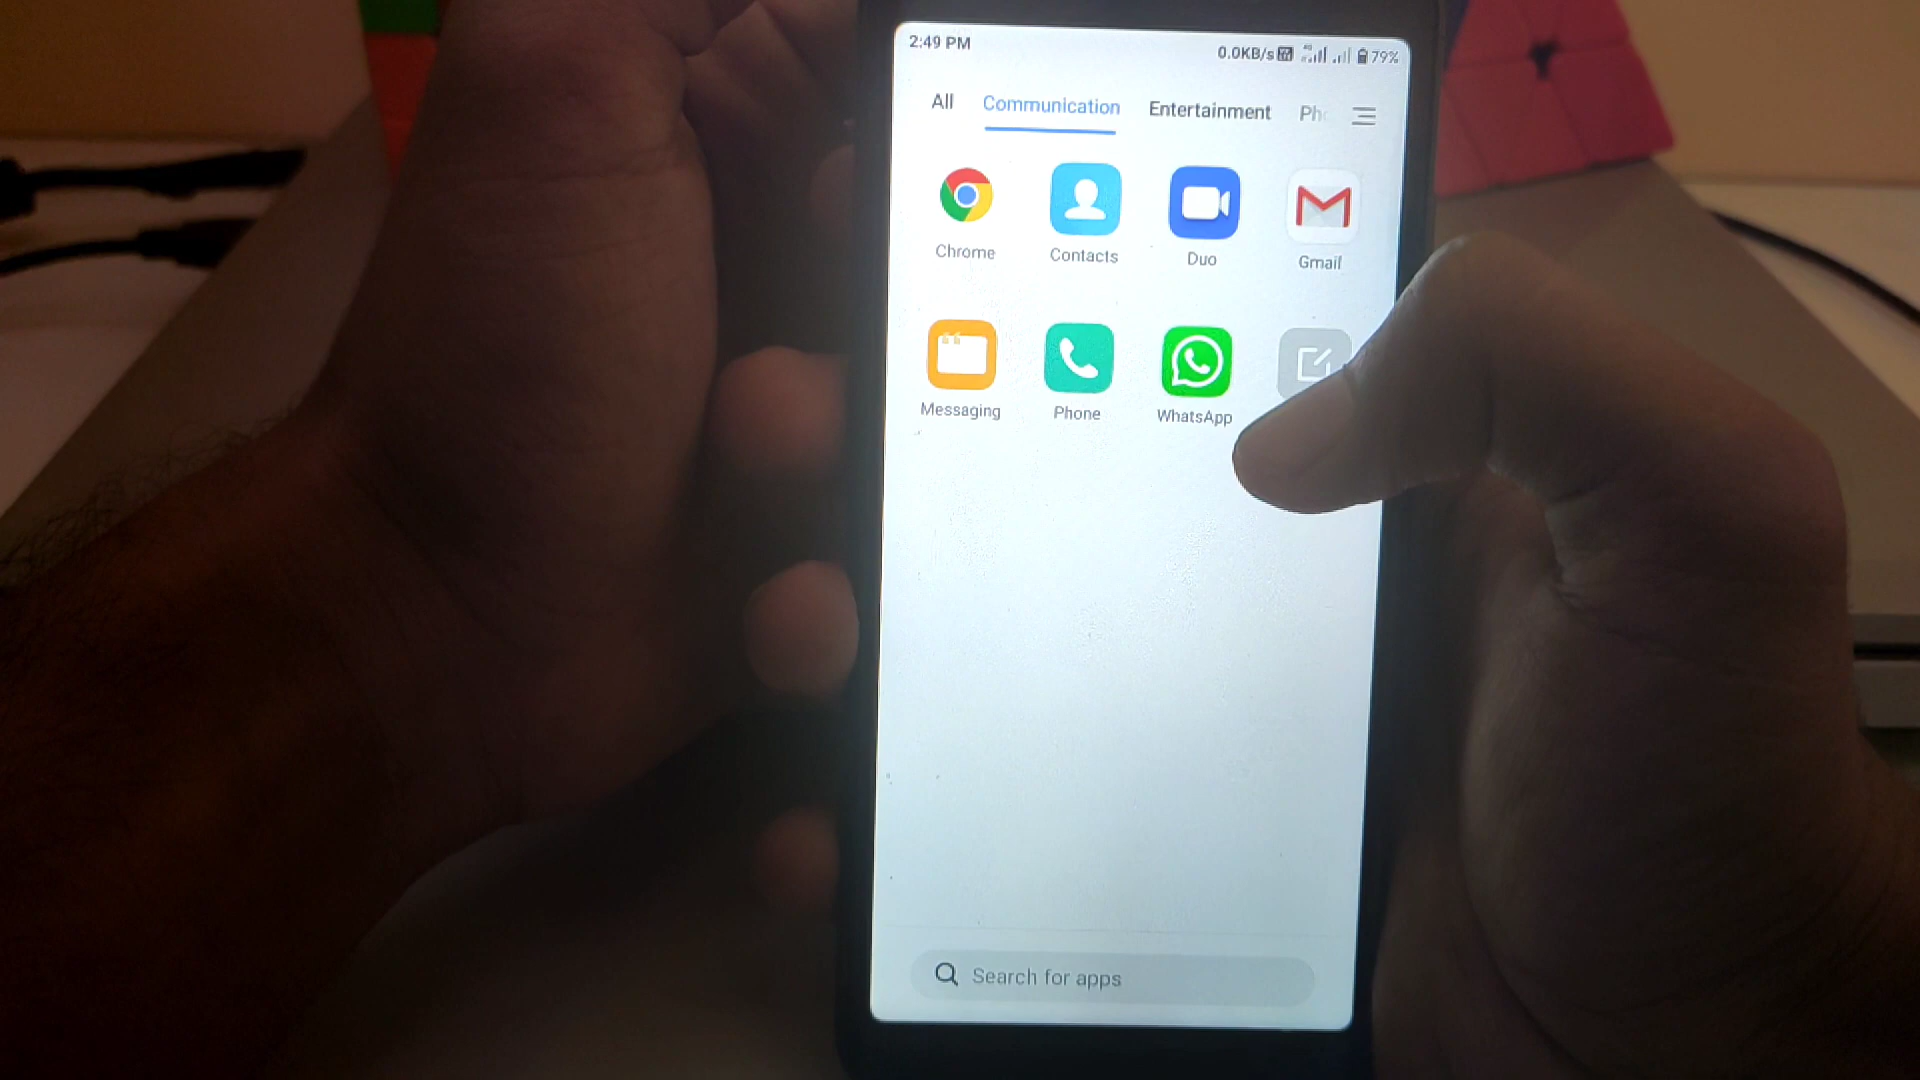 2:49 PM 0.0KB/s 79%
All Communication Entertainment
Chrome Contacts Duo Gmail
Messaging Phone WhatsApp
Search for apps